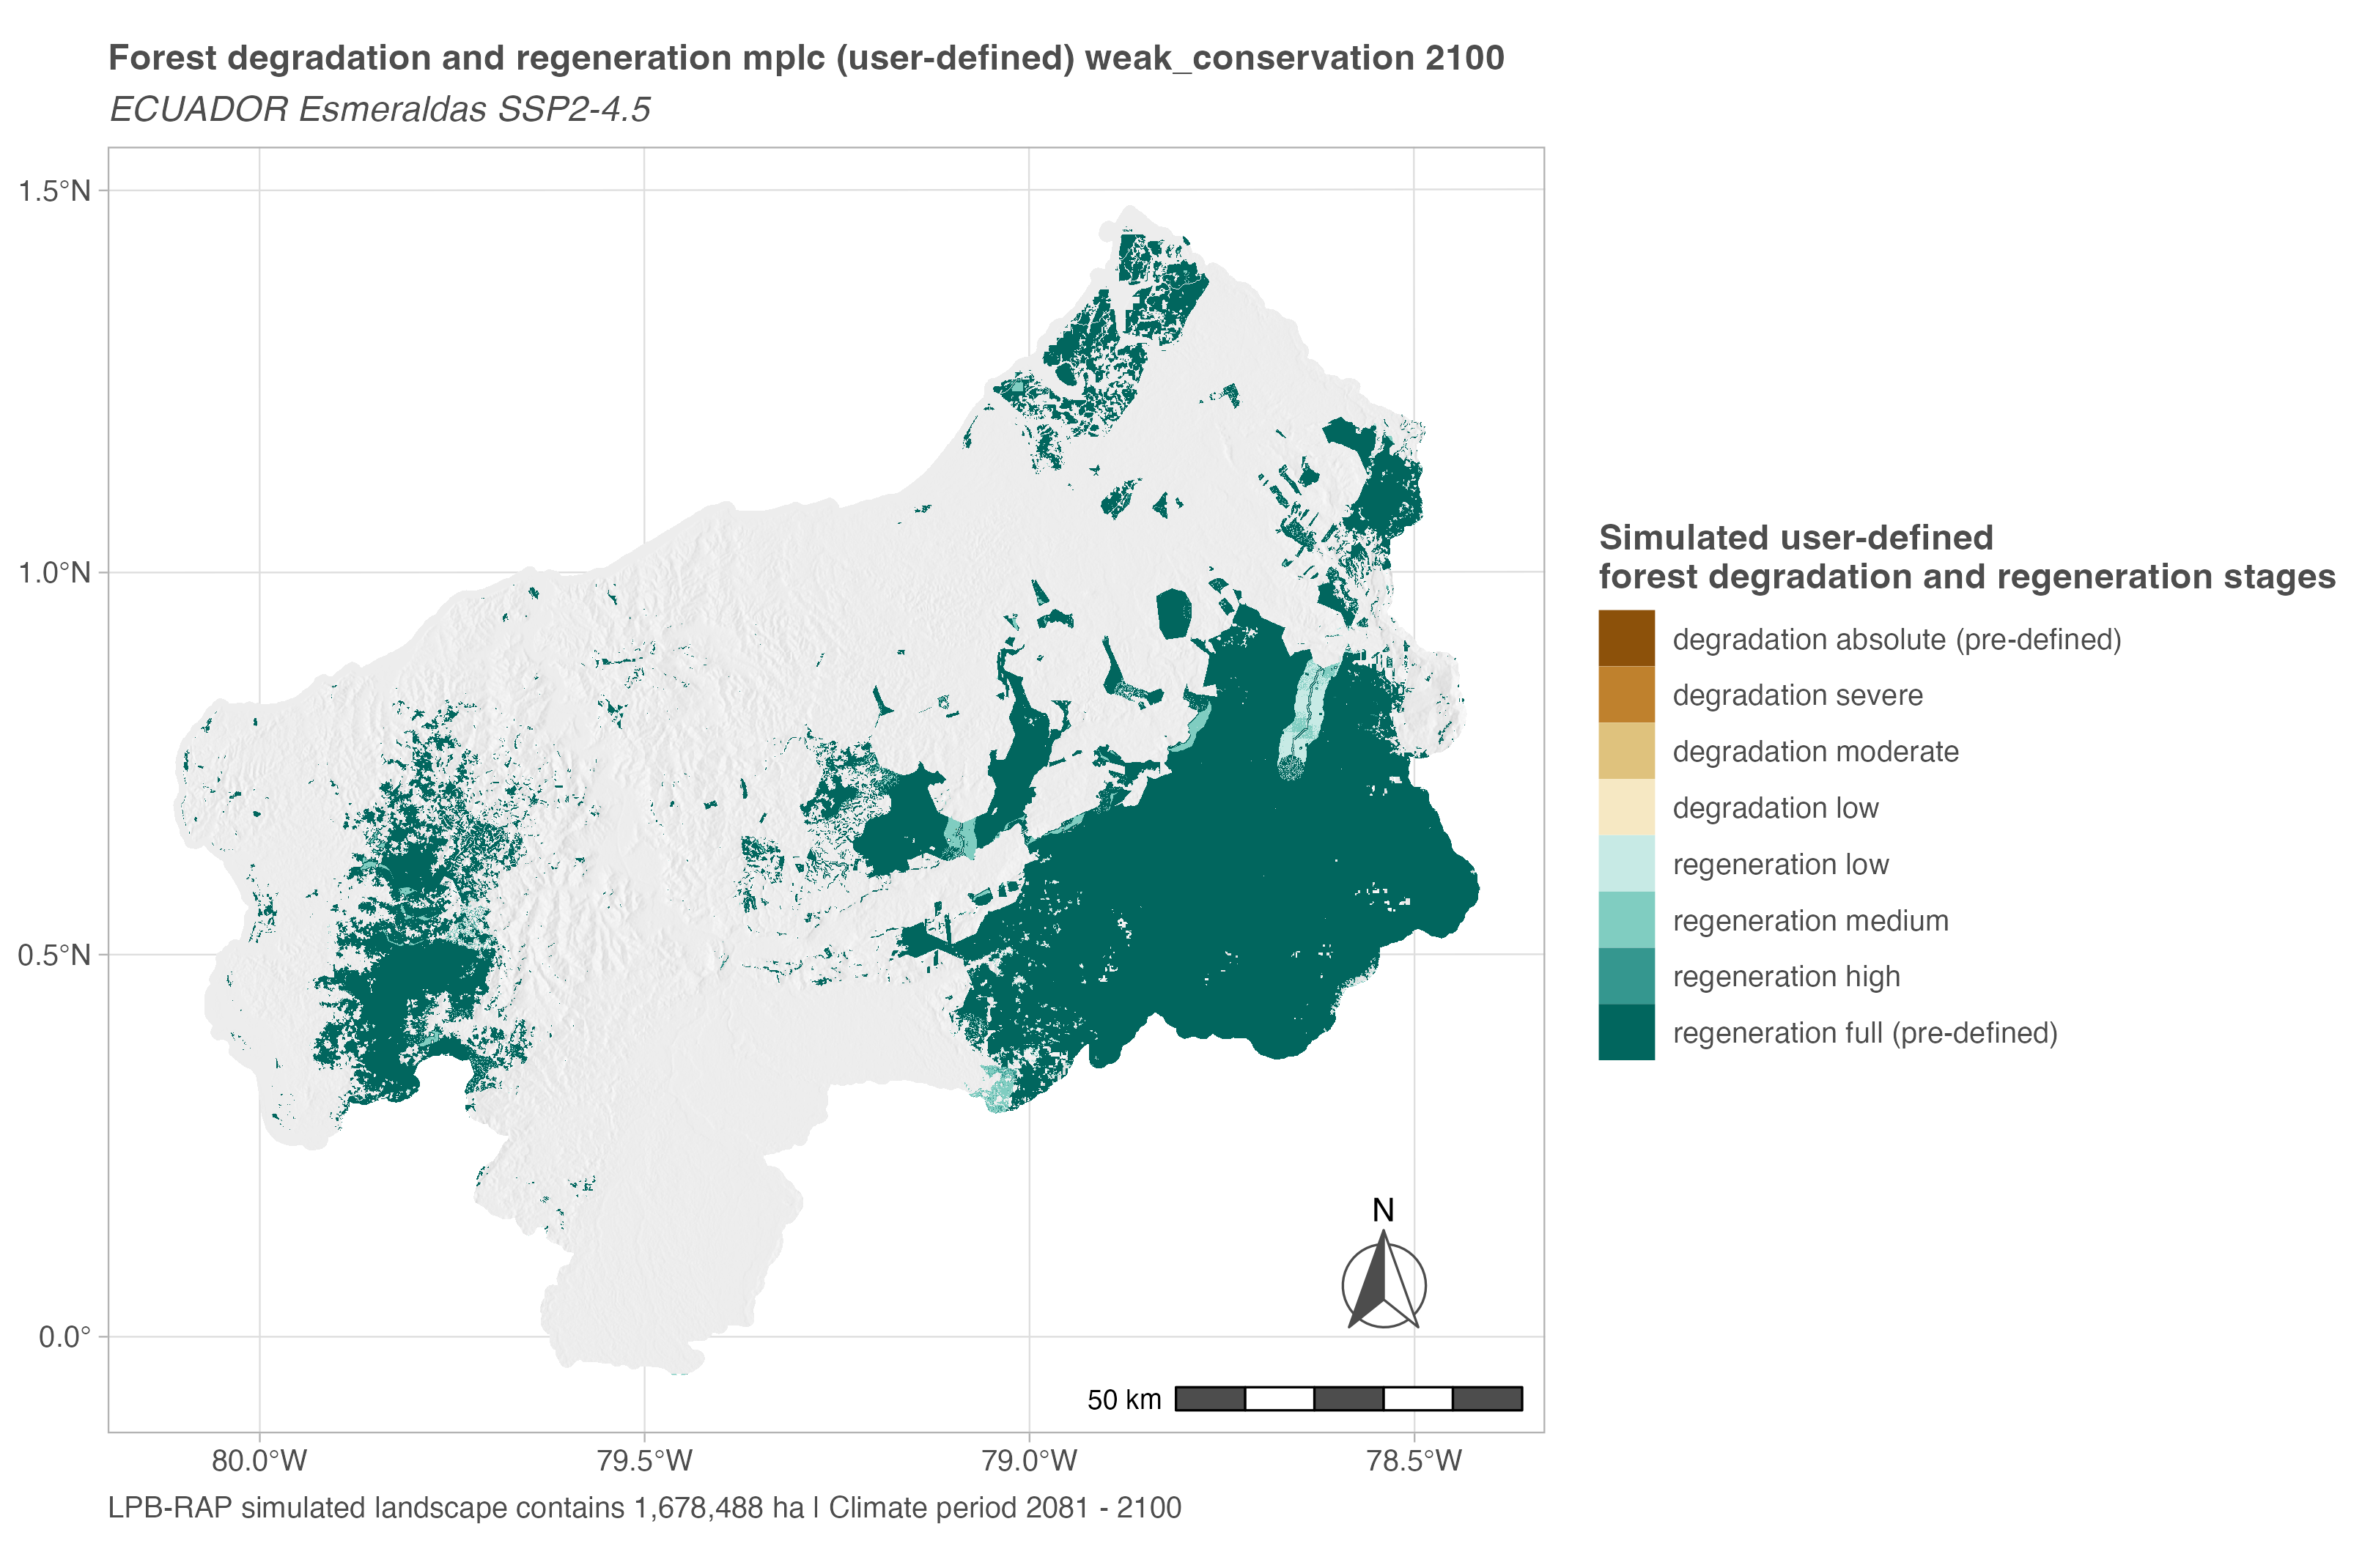 Forest degradation and regeneration mplc (user-defined) weak_conservation 2100
ECUADOR Esmeraldas SSP2-4.5
1.5°N
1.0°N
0.5°N
0.0°
80.0°W
79.5°W
79.0°W
78.5°W
N
50 km
Simulated user-defined
forest degradation and regeneration stages
degradation absolute (pre-defined)
degradation severe
degradation moderate
degradation low
regeneration low
regeneration medium
regeneration high
regeneration full (pre-defined)
LPB-RAP simulated landscape contains 1,678,488 ha | Climate period 2081 - 2100